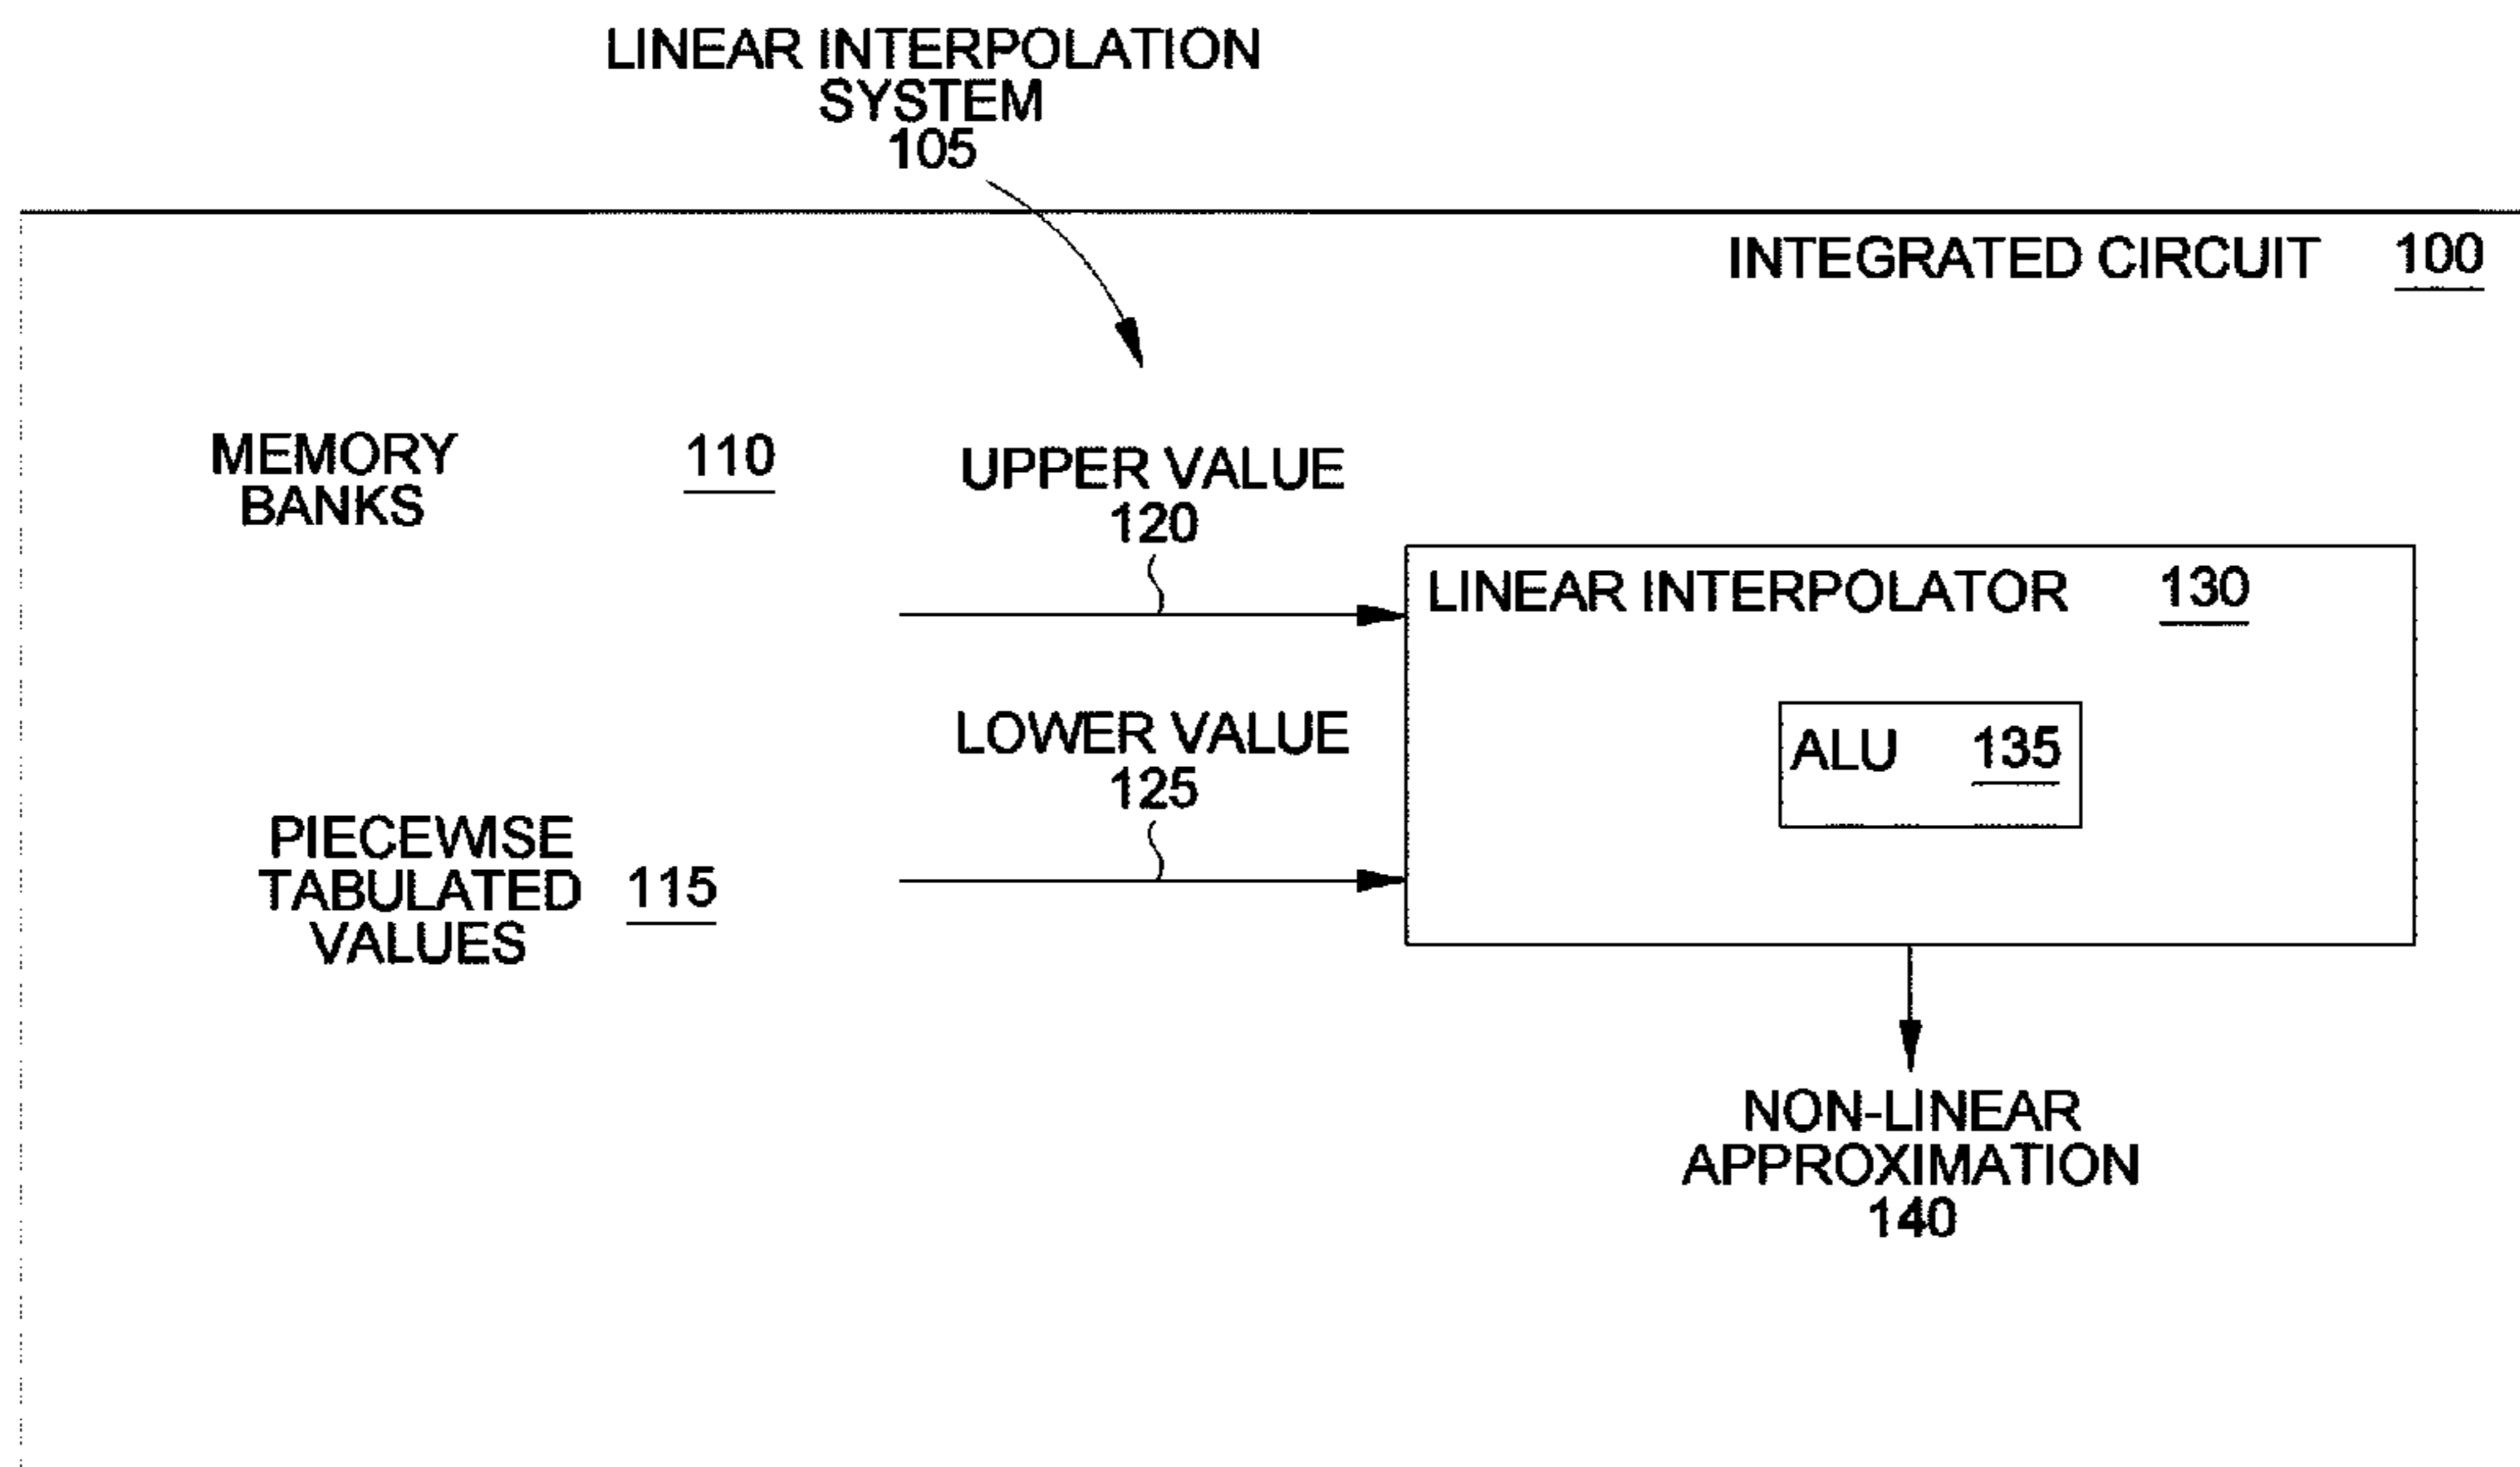 LINEAR INTERPOLATION
SYSTEM
105
INTEGRATED CIRCUIT 100
MEMORY 110
BANKS
UPPER VALUE
120
LINEAR INTERPOLATOR 130
LOWER VALUE
125
ALU 135
PIECEWISE
TABULATED 115
VALUES
NON-LINEAR
APPROXIMATION
140